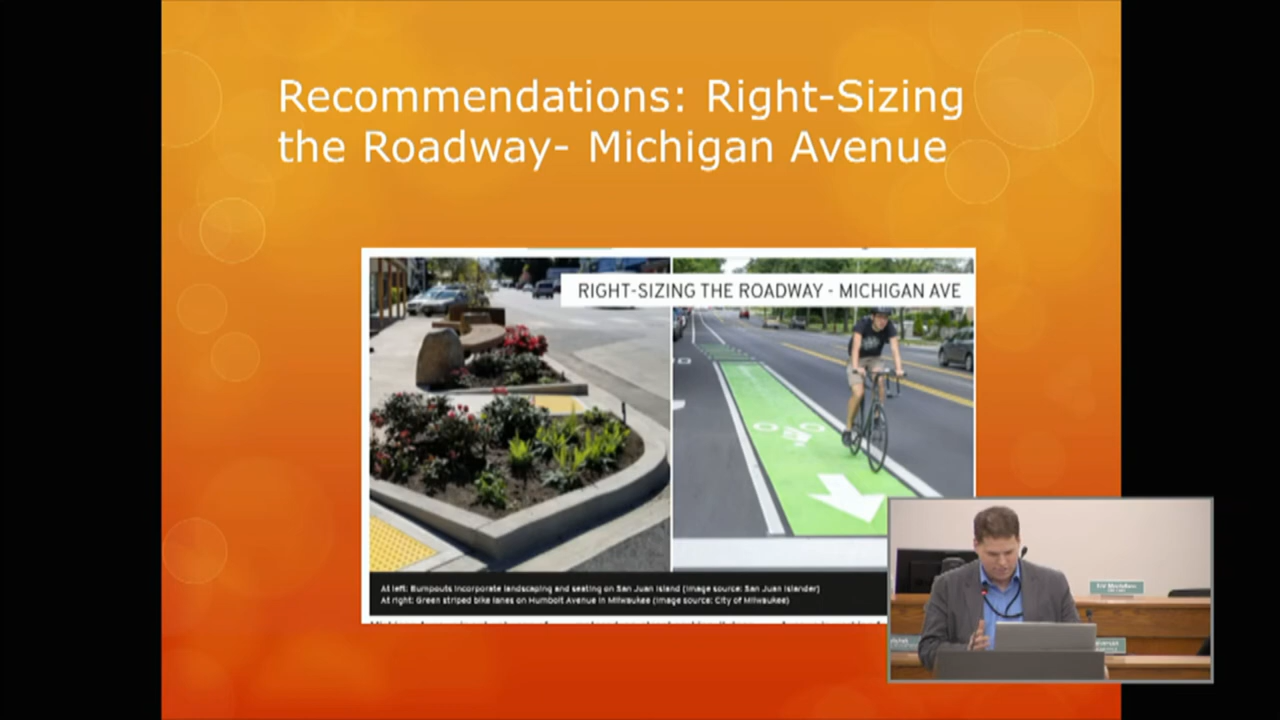 Recommendations: Right-Sizing
the Roadway- Michigan Avenue
RIGHT-SIZING THE ROADWAY - MICHIGAN AVE
At left: Bumpouts incorporate landscaping and seating on San Juan Island (Image source: San Juan Islander)
At right: Green striped bike lanes on Humbolt Avenue in Milwaukee (Image source: City of Milwaukee)